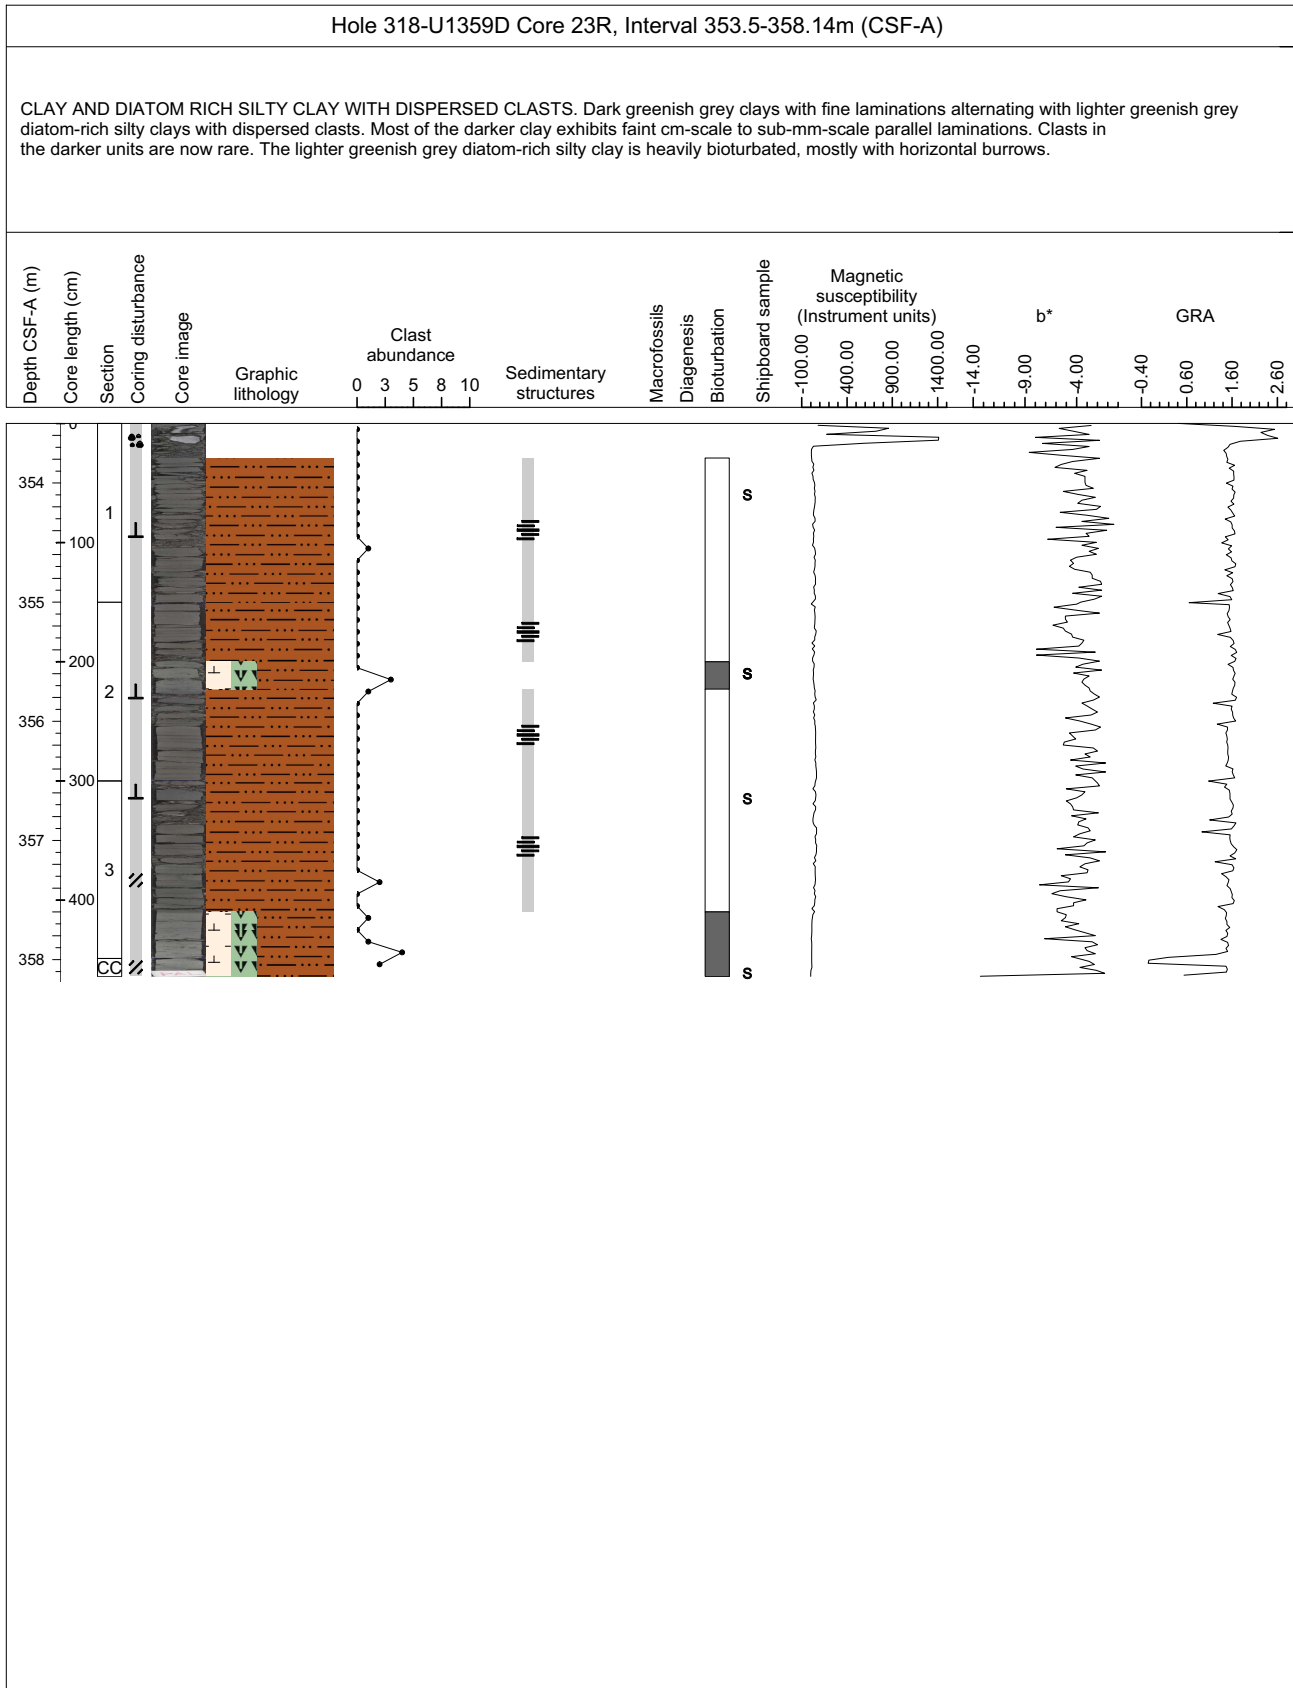 Hole 318-U1359D Core 23R, Interval 353.5-358.14m (CSF-A)
CLAY AND DIATOM RICH SILTY CLAY WITH DISPERSED CLASTS. Dark greenish grey clays with fine laminations alternating with lighter greenish grey
diatom-rich silty clays with dispersed clasts. Most of the darker clay exhibits faint cm-scale to sub-mm-scale parallel laminations. Clasts in
the darker units are now rare. The lighter greenish grey diatom-rich silty clay is heavily bioturbated, mostly with horizontal burrows.
Depth CSF-A (m)
Core length (cm)
Section
Coring disturbance
Core image
Graphic
lithology
Clast
abundance
0 3 5 8 10
Sedimentary
structures
Macrofossils
Diagenesis
Bioturbation
Shipboard sample
Magnetic
susceptibility
(Instrument units)
-100.00
400.00
900.00
1400.00
b*
-14.00
-9.00
-4.00
GRA
-0.40
0.60
1.60
2.60
0
354
S
1
100
355
200
S
2
356
300
S
357
3
400
358
CC
S